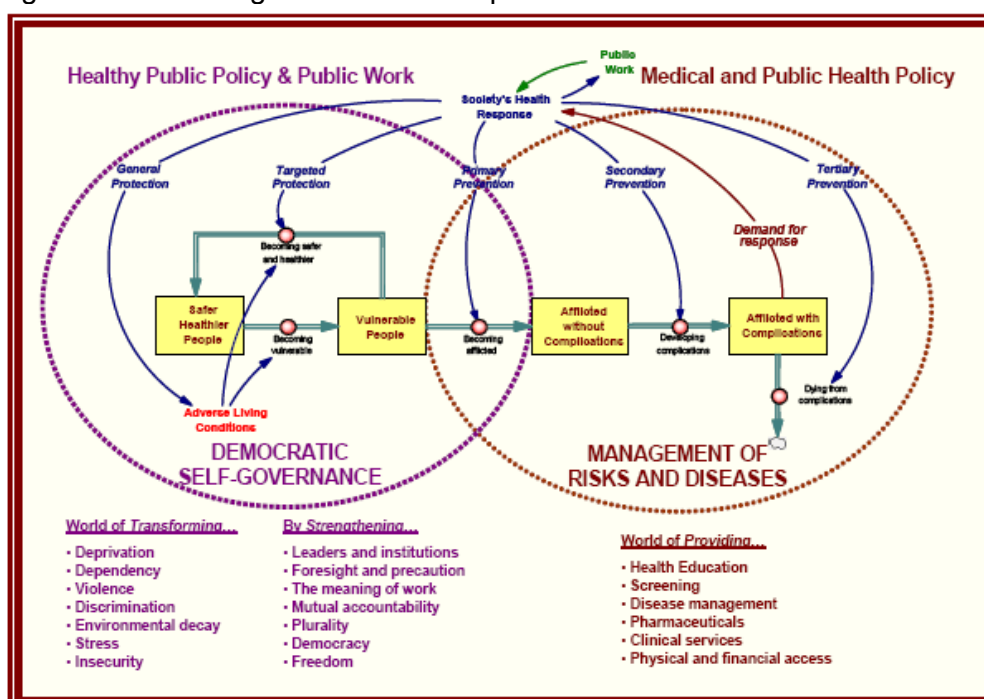 Healthy Public Policy & Public Work
Public
Work
Medical and Public Health Policy
Society's Health
Response
General
Protection
Targeted
Protection
Primary
Prevention
Secondary
Prevention
Tertiary
Prevention
Demand for
response
Becoming safer
and healthier
Safer
Healthier
People
Becoming
vulnerable
Vulnerable
People
Becoming
afflicted
Afflicted
without
Complications
Developing
complications
Afflicted with
Complications
Dying from
complications
Adverse Living
Conditions
DEMOCRATIC
SELF-GOVERNANCE
MANAGEMENT OF
RISKS AND DISEASES
World of Transforming...
• Deprivation
• Dependency
• Violence
• Discrimination
• Environmental decay
• Stress
• Insecurity
By Strengthening...
• Leaders and institutions
• Foresight and precaution
• The meaning of work
• Mutual accountability
• Plurality
• Democracy
• Freedom
World of Providing...
• Health Education
• Screening
• Disease management
• Pharmaceuticals
• Clinical services
• Physical and financial access